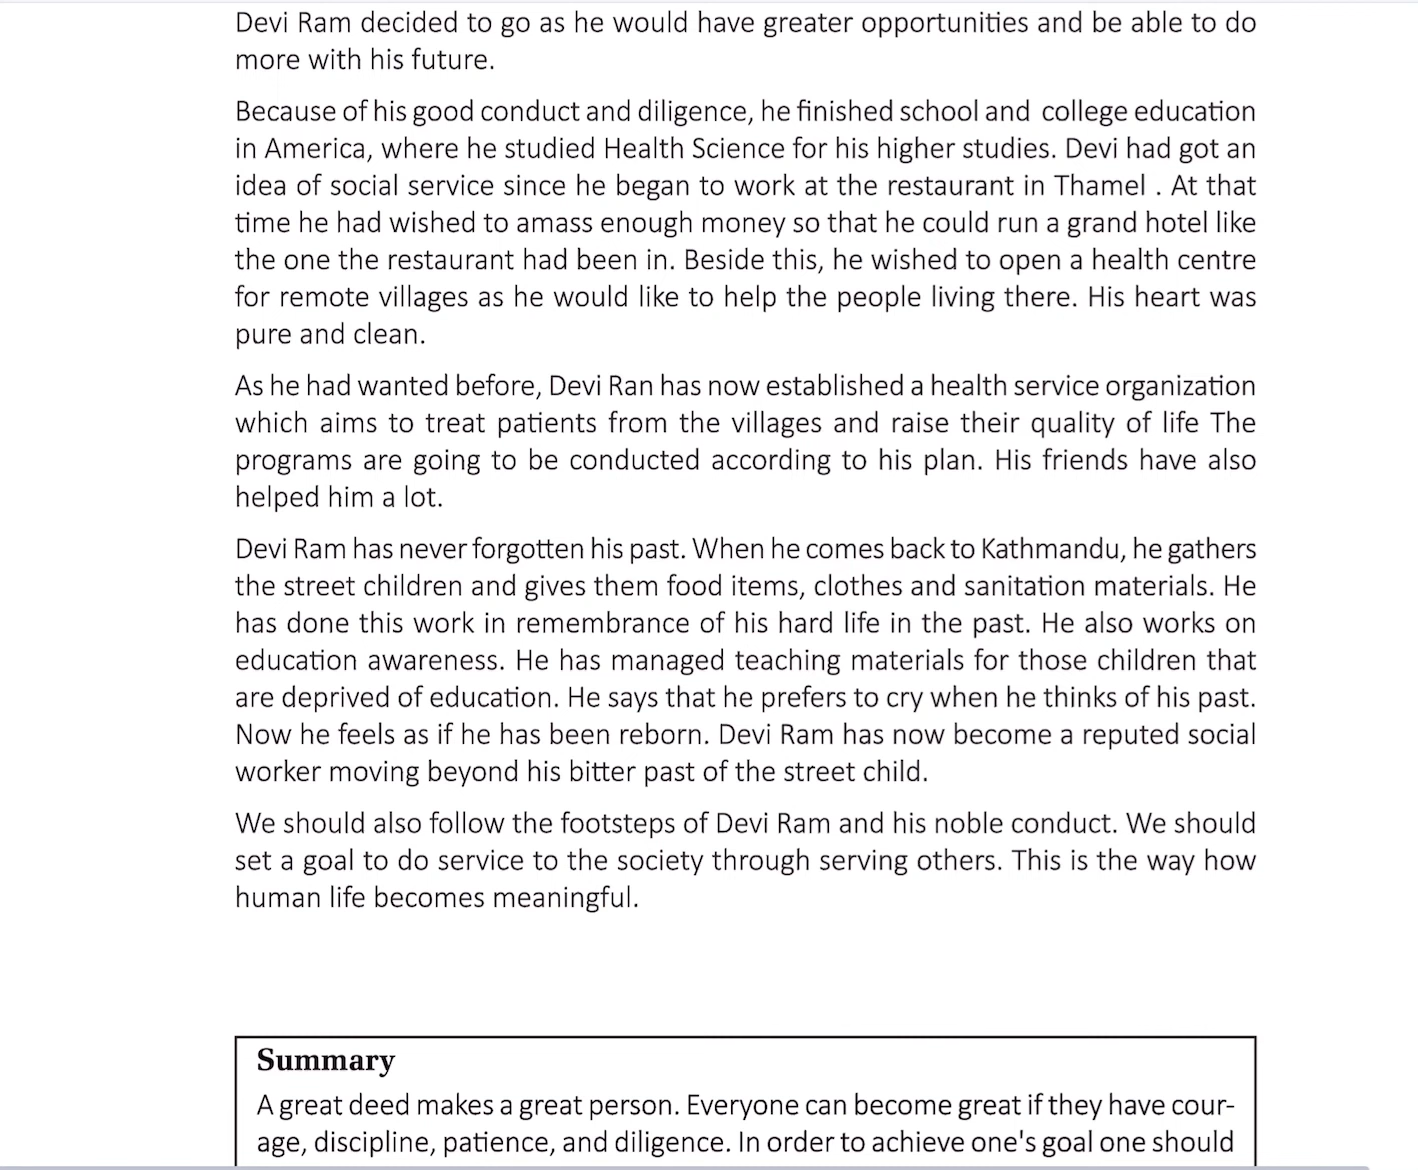 Devi Ram decided to go as he would have greater opportunities and be able to do
more with his future.
Because of his good conduct and diligence, he finished school and college education
in America, where he studied Health Science for his higher studies. Devi had got an
idea of social service since he began to work at the restaurant in Thamel . At that
time he had wished to amass enough money so that he could run a grand hotel like
the one the restaurant had been in. Beside this, he wished to open a health centre
for remote villages as he would like to help the people living there. His heart was
pure and clean.
As he had wanted before, Devi Ran has now established a health service organization
which aims to treat patients from the villages and raise their quality of life The
programs are going to be conducted according to his plan. His friends have also
helped him a lot.
Devi Ram has never forgotten his past. When he comes back to Kathmandu, he gathers
the street children and gives them food items, clothes and sanitation materials. He
has done this work in remembrance of his hard life in the past. He also works on
education awareness. He has managed teaching materials for those children that
are deprived of education. He says that he prefers to cry when he thinks of his past.
Now he feels as if he has been reborn. Devi Ram has now become a reputed social
worker moving beyond his bitter past of the street child.
We should also follow the footsteps of Devi Ram and his noble conduct. We should
set a goal to do service to the society through serving others. This is the way how
human life becomes meaningful.
Summary
A great deed makes a great person. Everyone can become great if they have cour-
age, discipline, patience, and diligence. In order to achieve one's goal one should